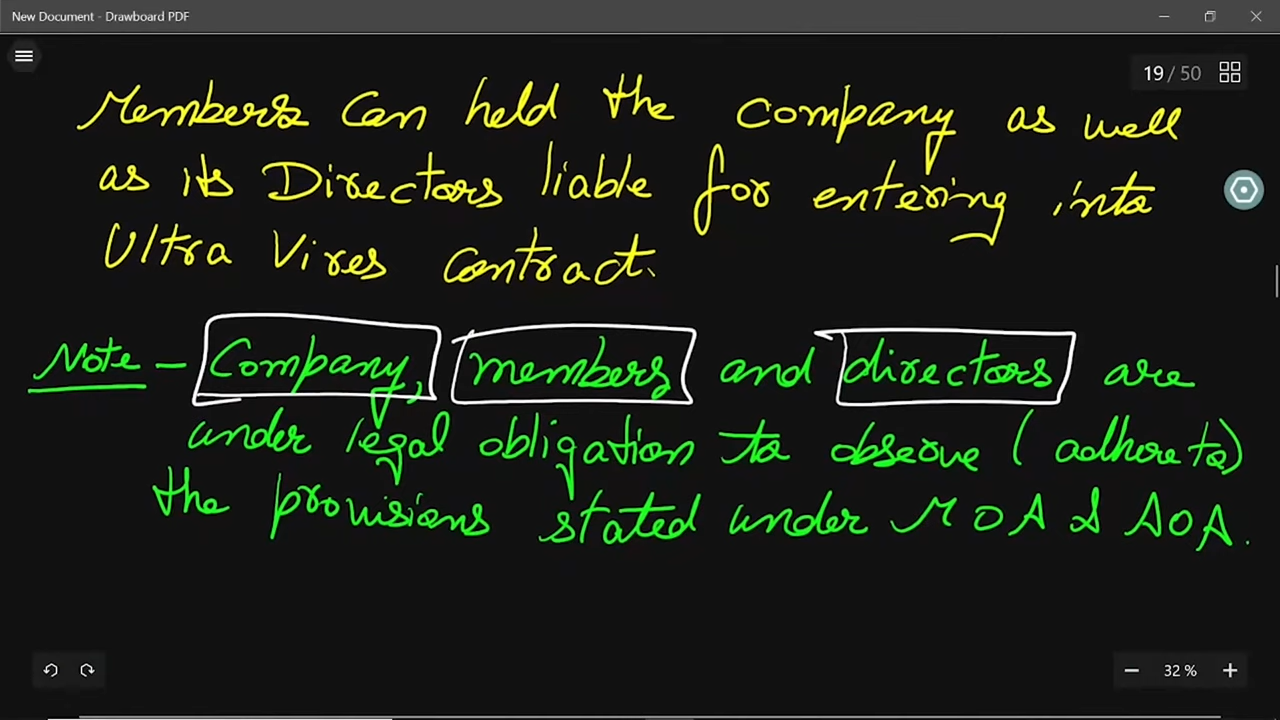 New Document - Drawboard PDF
19 / 50
Members Can held the Company as well
as its Directors liable for entering into
Ultra Vires contract.
Note - Company, members and directors are
under legal obligation to observe ( adhere to)
the provisions stated under MOA & AOA.
32 %